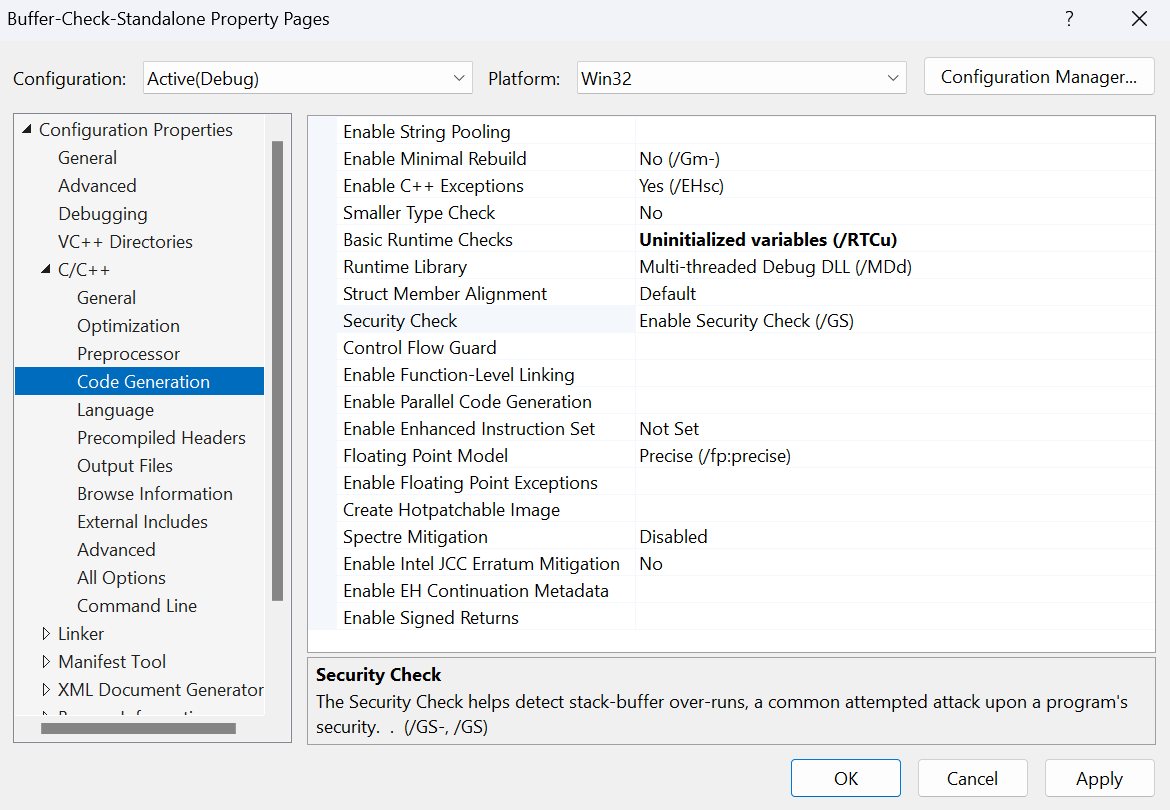 Buffer-Check-Standalone Property Pages ?
Configuration: Active(Debug) Platform: Win32 Configuration Manager...
Configuration Properties
General
Advanced
Debugging
VC++ Directories
C/C++
General
Optimization
Preprocessor
Code Generation
Language
Precompiled Headers
Output Files
Browse Information
External Includes
Advanced
All Options
Command Line
Linker
Manifest Tool
XML Document Generator
Enable String Pooling
Enable Minimal Rebuild No (/Gm-)
Enable C++ Exceptions Yes (/EHsc)
Smaller Type Check No
Basic Runtime Checks Uninitialized variables (/RTCu)
Runtime Library Multi-threaded Debug DLL (/MDd)
Struct Member Alignment Default
Security Check Enable Security Check (/GS)
Control Flow Guard
Enable Function-Level Linking
Enable Parallel Code Generation
Enable Enhanced Instruction Set Not Set
Floating Point Model Precise (/fp:precise)
Enable Floating Point Exceptions
Create Hotpatchable Image
Spectre Mitigation Disabled
Enable Intel JCC Erratum Mitigation No
Enable EH Continuation Metadata
Enable Signed Returns
Security Check
The Security Check helps detect stack-buffer over-runs, a common attempted attack upon a program's
security. . (/GS-, /GS)
OK Cancel Apply